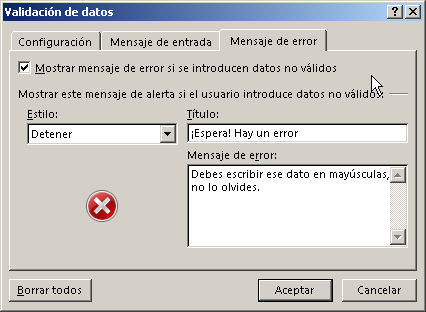 Validación de datos
Configuración
Mensaje de entrada
Mensaje de error
Mostrar mensaje de error si se introducen datos no válidos
Mostrar este mensaje de alerta si el usuario introduce datos no válidos:
Estilo:
Título:
Detener
¡Espera! Hay un error
Mensaje de error:
Debes escribir ese dato en mayúsculas,
no lo olvides.
Borrar todos
Aceptar
Cancelar